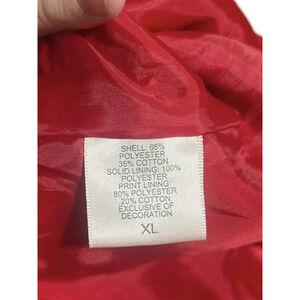 SHELL: 65%
POLYESTER
35% COTTON
SOLID LINING: 100%
POLYESTER
PRINT LINING:
80% POLYESTER
20% COTTON
EXCLUSIVE OF
DECORATION
XL